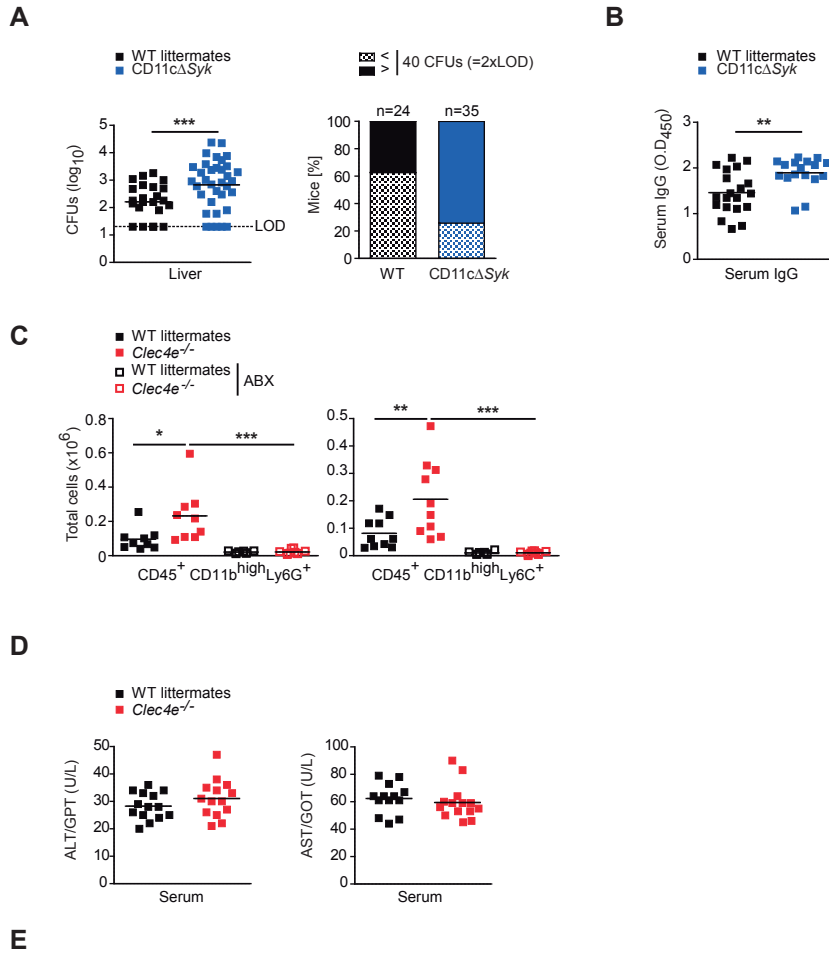 A
WT littermates
CD11cΔSyk
***
CFUs (log10)
5
4
3
2
1
0
LOD
Liver
<
>
40 CFUs (=2xLOD)
n=24 n=35
Mice [%]
100
80
60
40
20
0
WT CD11cΔSyk
B
WT littermates
CD11cΔSyk
**
Serum IgG (O.D450)
3
2
1
0
Serum IgG
C
WT littermates
Clec4e-/-
WT littermates
Clec4e-/-
ABX
* ***
Total cells (x10^6)
0.8
0.6
0.4
0.2
0
CD45+ CD11bhighLy6G+
** ***
0.5
0.4
0.3
0.2
0.1
0
CD45+ CD11bhighLy6C+
D
WT littermates
Clec4e-/-
ALT/GPT (U/L)
50
40
30
20
10
0
Serum
AST/GOT (U/L)
100
80
60
40
20
0
Serum
E